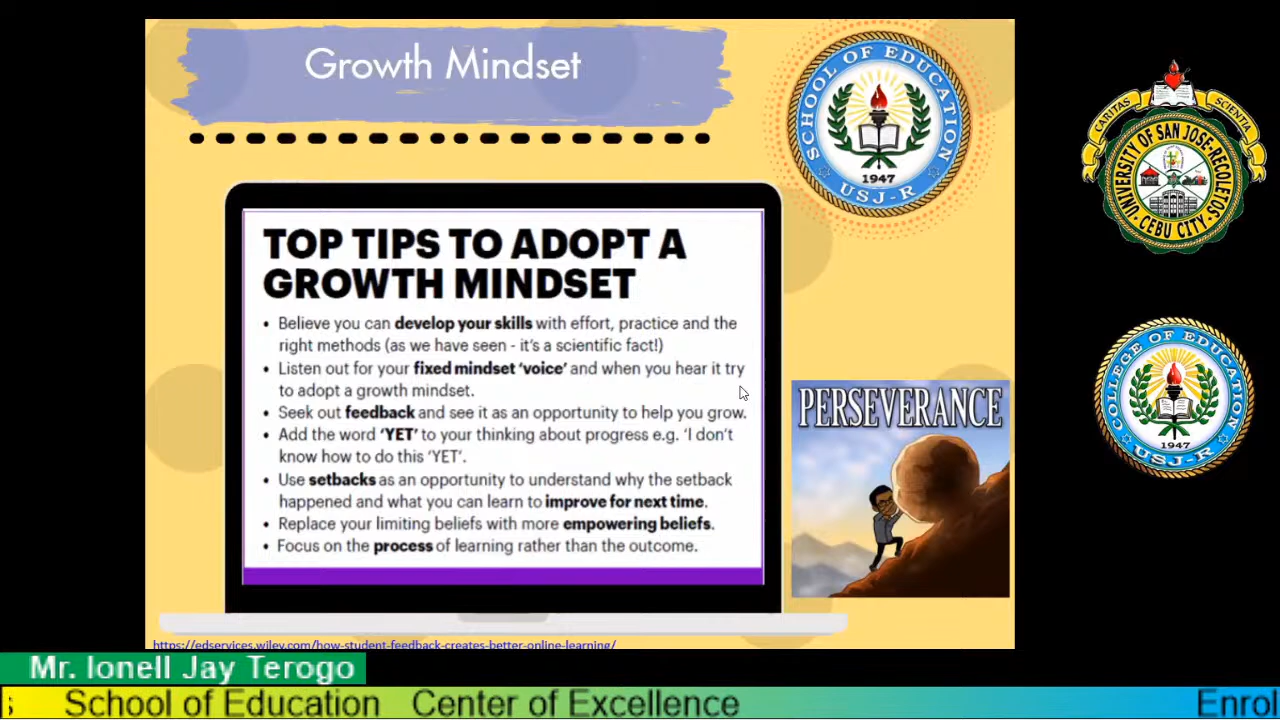 Growth Mindset
SCHOOL OF EDUCATION
1947
USJ-R
CARITAS
SCIENTIA
UNIVERSITY OF SAN JOSE-RECOLETOS
CEBU CITY
TOP TIPS TO ADOPT A
GROWTH MINDSET
• Believe you can develop your skills with effort, practice and the
right methods (as we have seen - it's a scientific fact!)
• Listen out for your fixed mindset 'voice' and when you hear it try
to adopt a growth mindset.
• Seek out feedback and see it as an opportunity to help you grow.
• Add the word 'YET' to your thinking about progress e.g. 'I don't
know how to do this 'YET'.
• Use setbacks as an opportunity to understand why the setback
happened and what you can learn to improve for next time.
• Replace your limiting beliefs with more empowering beliefs.
• Focus on the process of learning rather than the outcome.
PERSEVERANCE
COLLEGE OF EDUCATION
1947
USJ-R
https://edservices.wiley.com/how-student-feedback-creates-better-online-learning/
Mr. Ionell Jay Terogo
s School of Education Center of Excellence Enrol